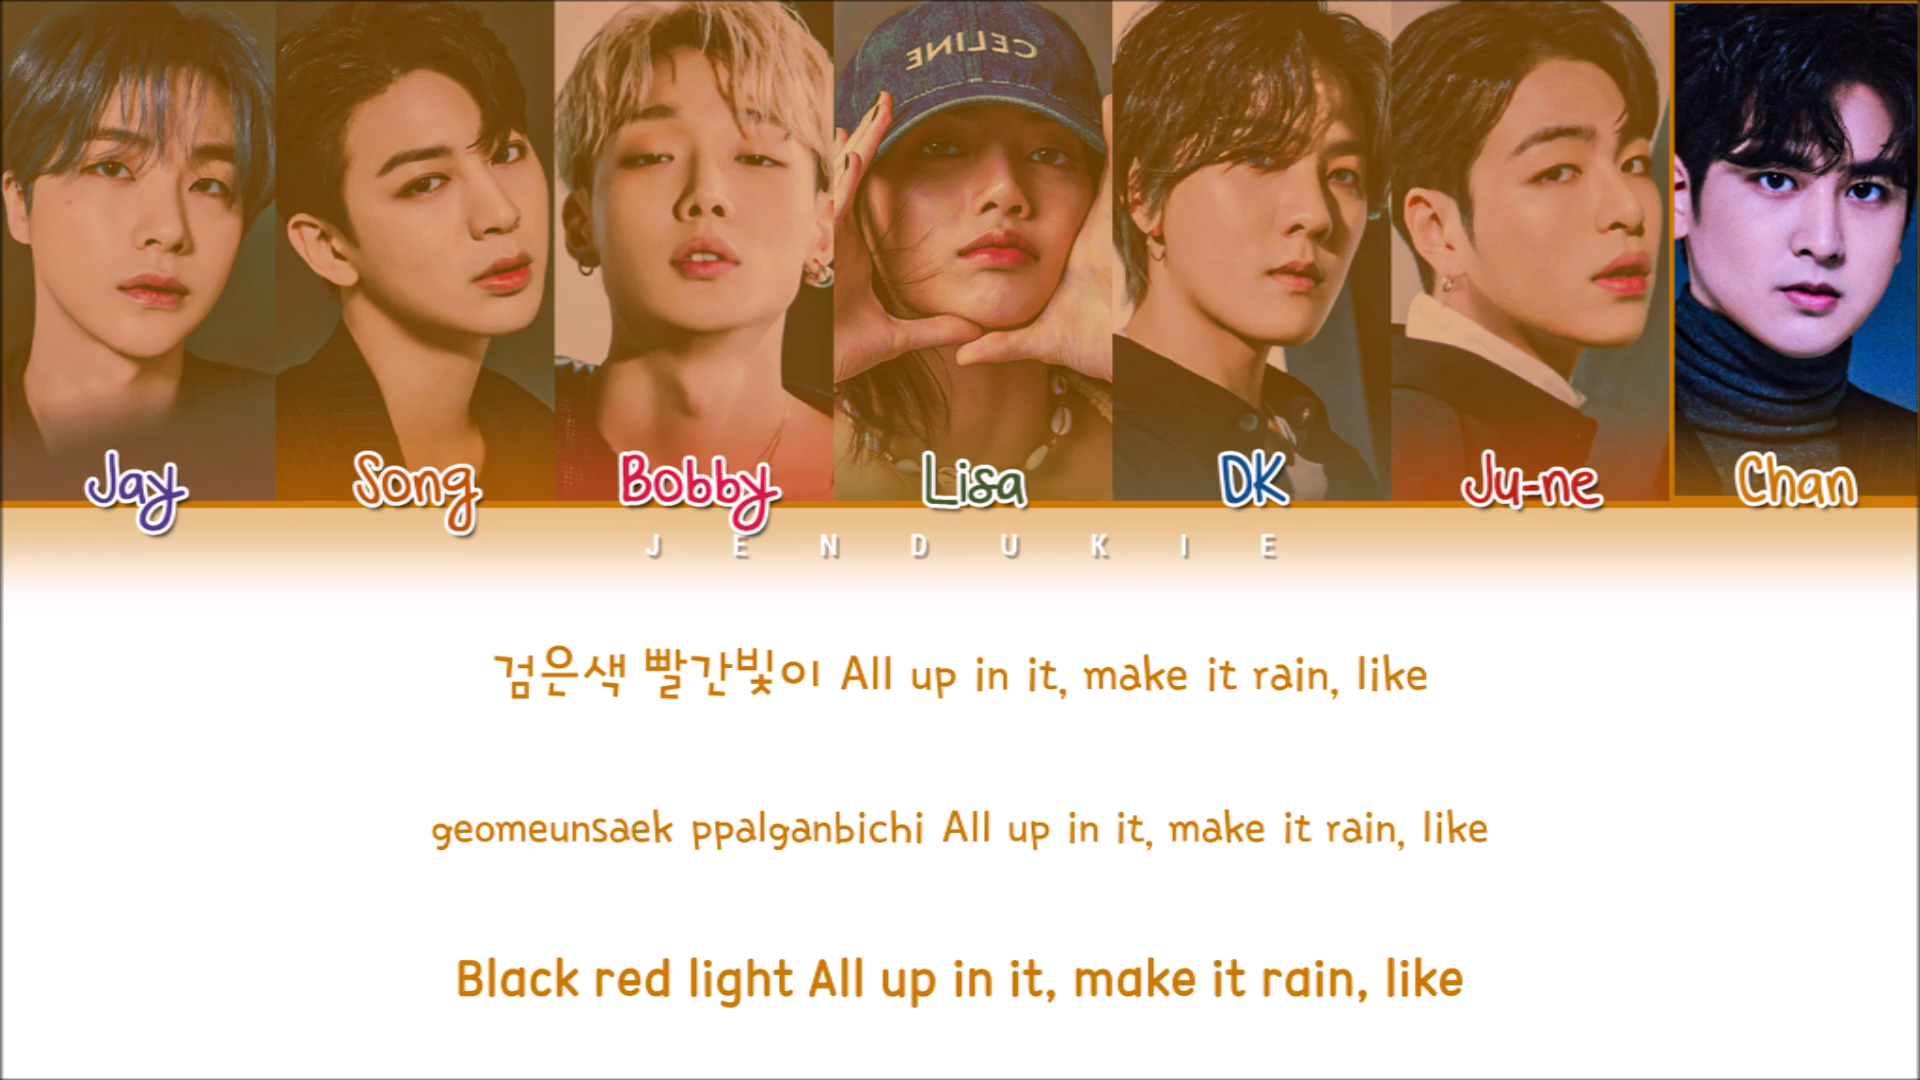 CELINE
Jay Song Bobby Lisa DK Ju-ne Chan
JENDUKIE
검은색 빨간빛이 All up in it, make it rain, like
geomeunsaek ppalganbichi All up in it, make it rain, like
Black red light All up in it, make it rain, like